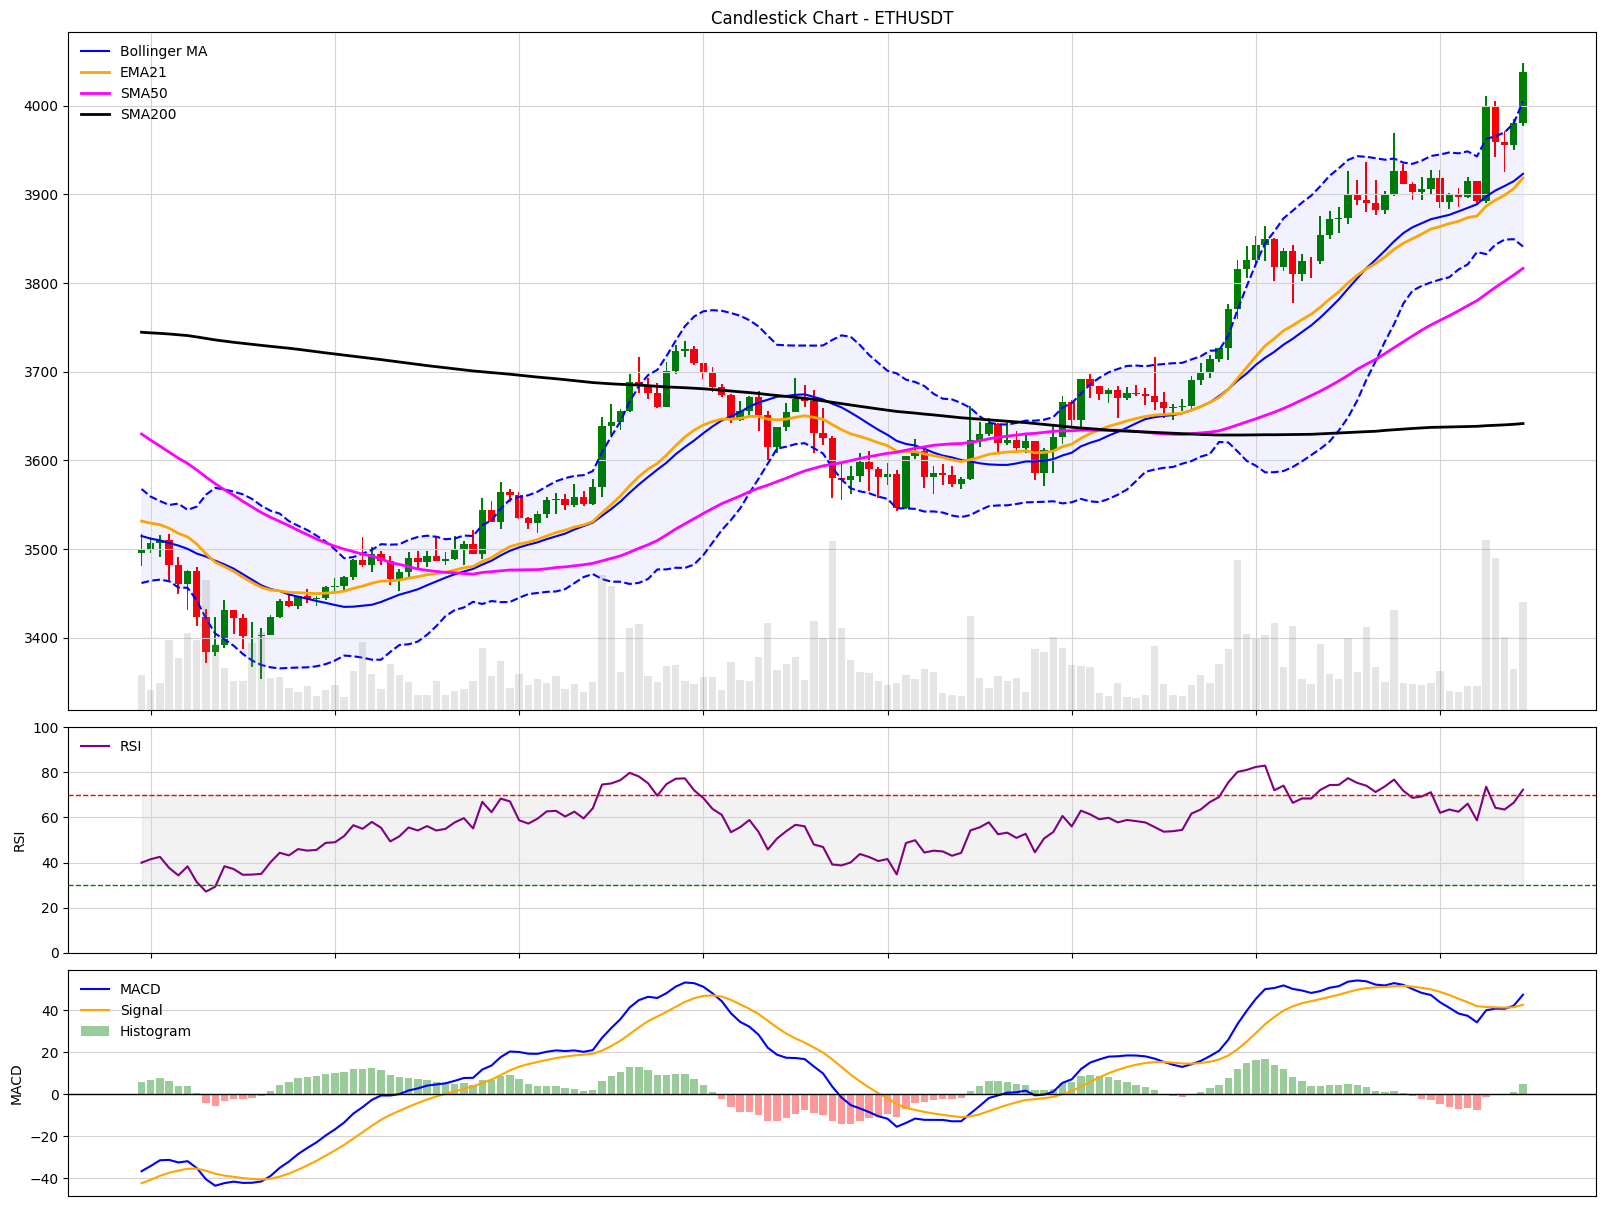 Candlestick Chart - ETHUSDT
Bollinger MA
EMA21
SMA50
SMA200
4000
3900
3800
3700
3600
3500
3400
RSI
100
80
60
40
20
0
RSI
MACD
Signal
Histogram
40
20
0
−20
−40
MACD